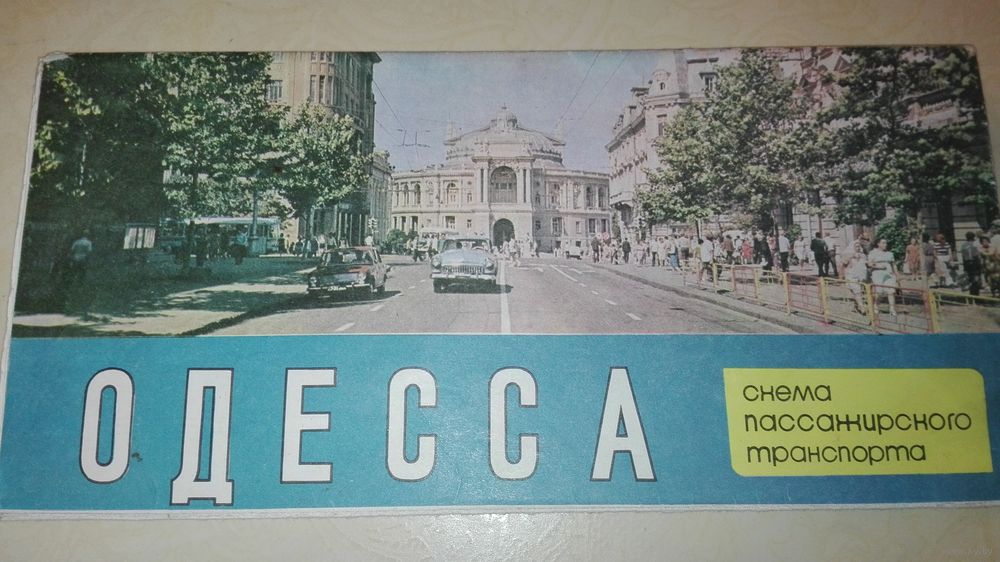 ОДЕССА
схема
пассажирского
транспорта